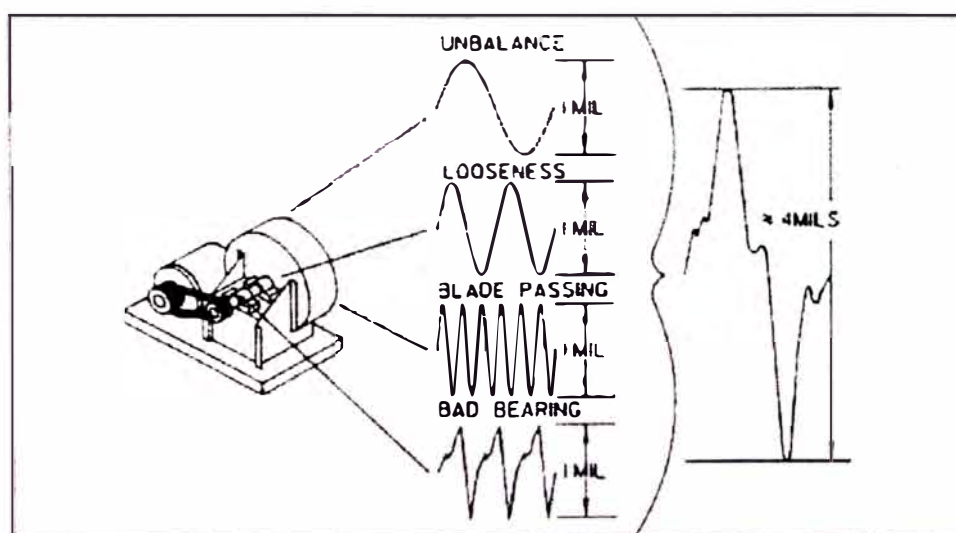 UNBALANCE
1 MIL
LOOSENESS
1 MIL
BLADE PASSING
1 MIL
BAD BEARING
1 MIL
≈ 4MILS